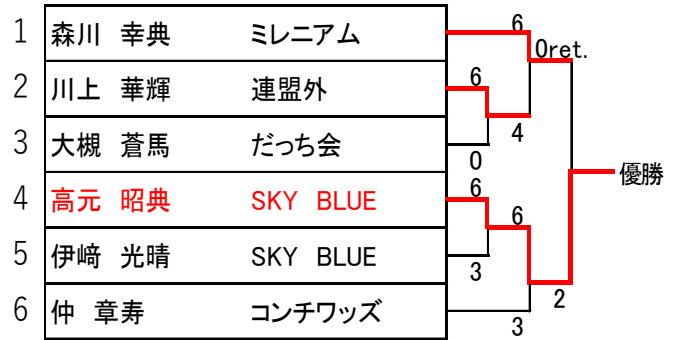 1 森川 幸典 ミレニアム
2 川上 華輝 連盟外
3 大槻 蒼馬 だっち会
4 高元 昭典 SKY BLUE
5 伊﨑 光晴 SKY BLUE
6 仲 章寿 コンチワッズ
6
0ret.
6
4
0
6
6
3
2
3
優勝